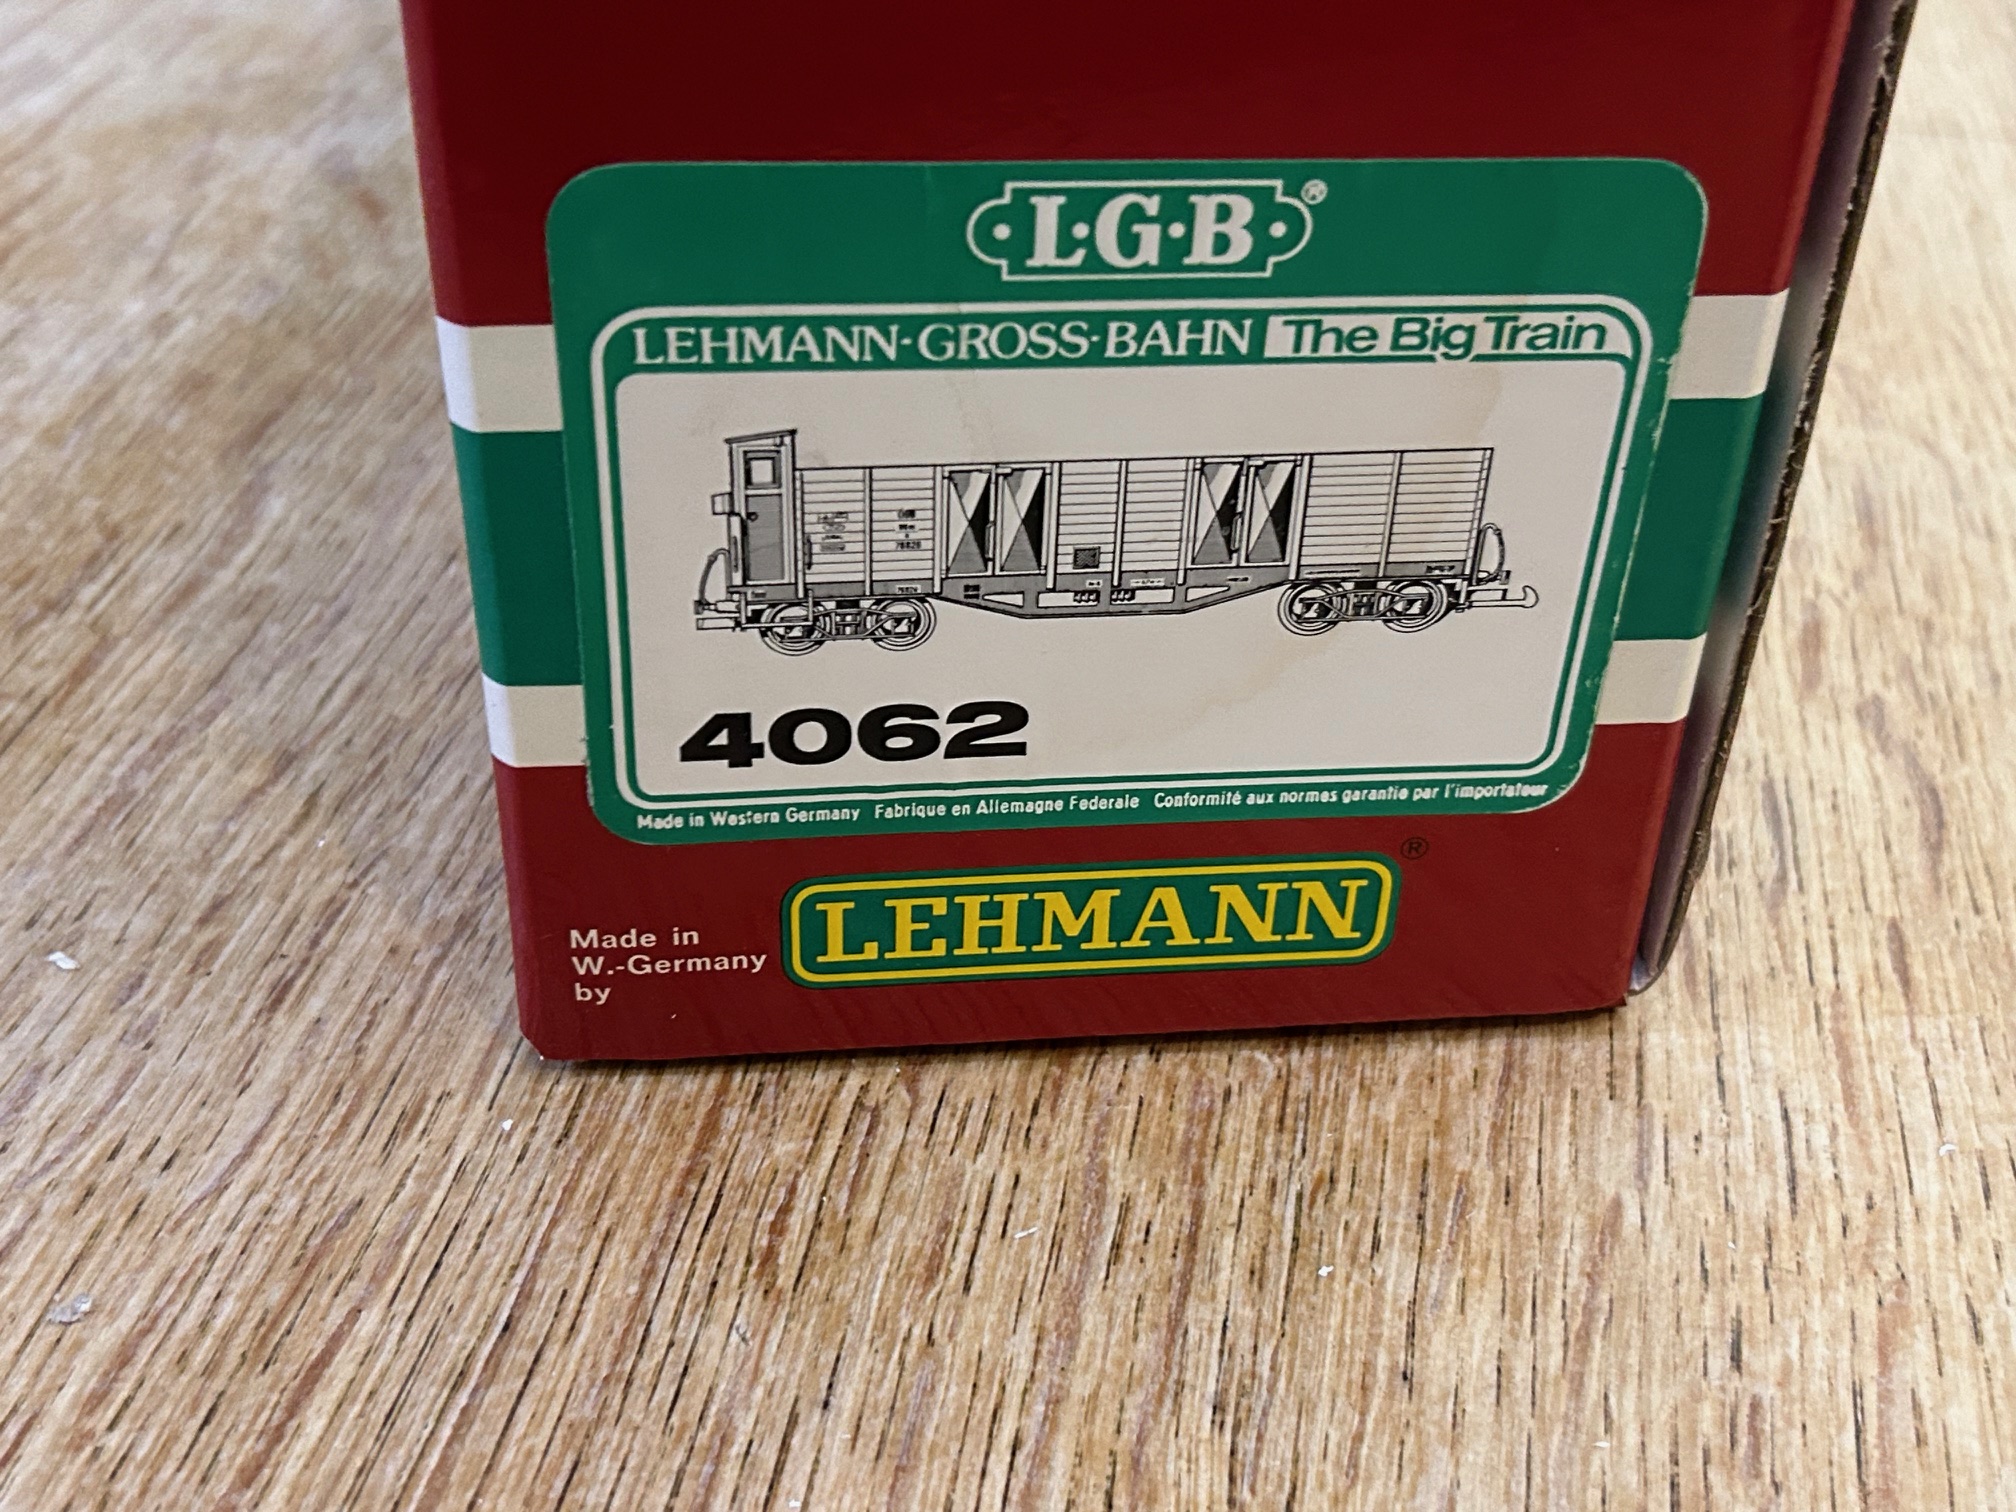 L·G·B®
LEHMANN-GROSS-BAHN The Big Train
76826
4062
Made in Western Germany Fabrique en Allemagne Federale Conformité aux normes garantie par l'importateur
Made in
W.-Germany
by
LEHMANN®